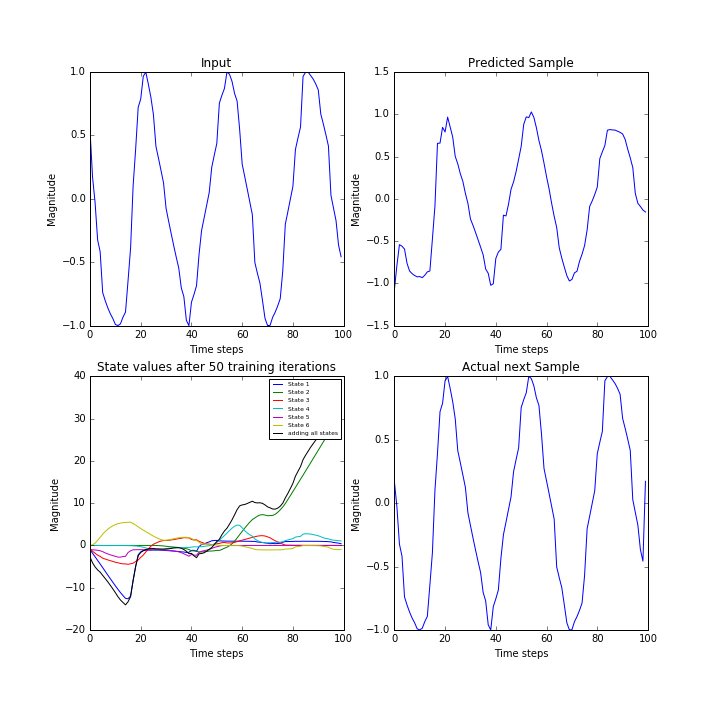 Input
1.0
0.5
0.0
−0.5
−1.0
Magnitude
0 20 40 60 80 100
Time steps
Predicted Sample
1.5
1.0
0.5
0.0
−0.5
−1.0
−1.5
Magnitude
0 20 40 60 80 100
Time steps
State values after 50 training iterations
40
30
20
10
0
−10
−20
Magnitude
State 1
State 2
State 3
State 4
State 5
State 6
adding all states
0 20 40 60 80 100
Time steps
Actual next Sample
1.0
0.5
0.0
−0.5
−1.0
Magnitude
0 20 40 60 80 100
Time steps